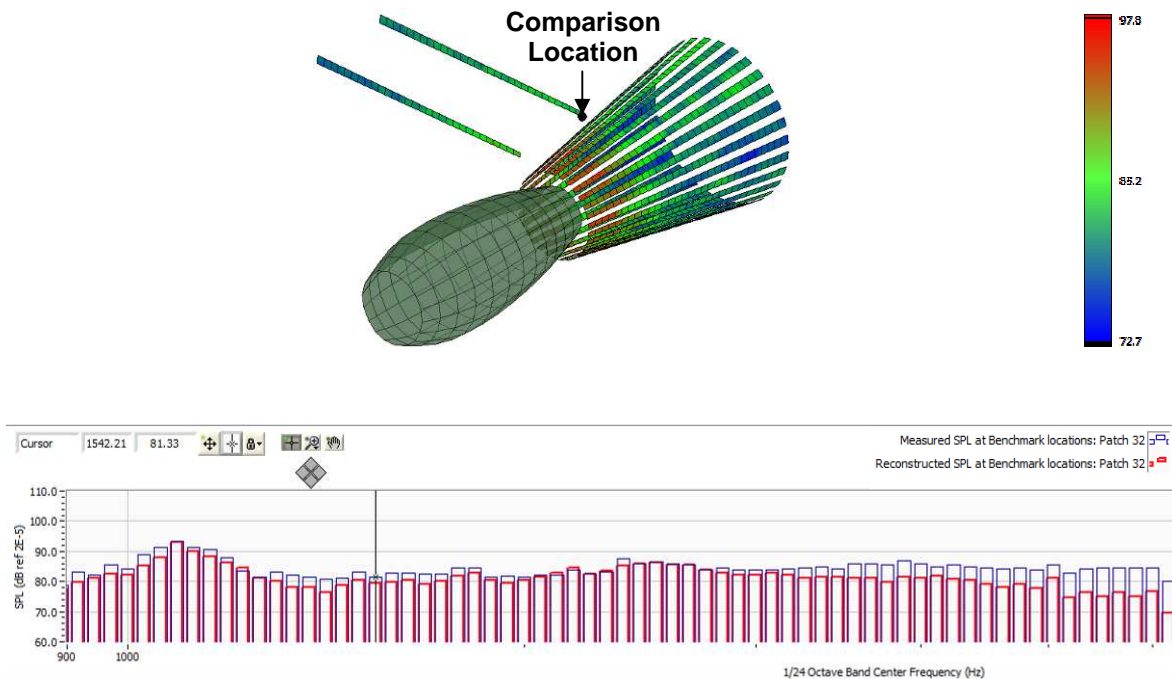 Comparison
Location
97.3
85.2
72.7
Cursor 1542.21 81.33
Measured SPL at Benchmark locations: Patch 32
Reconstructed SPL at Benchmark locations: Patch 32
110.0
100.0
90.0
80.0
70.0
60.0
SPL (dB ref 2E-5)
900 1000
1/24 Octave Band Center Frequency (Hz)